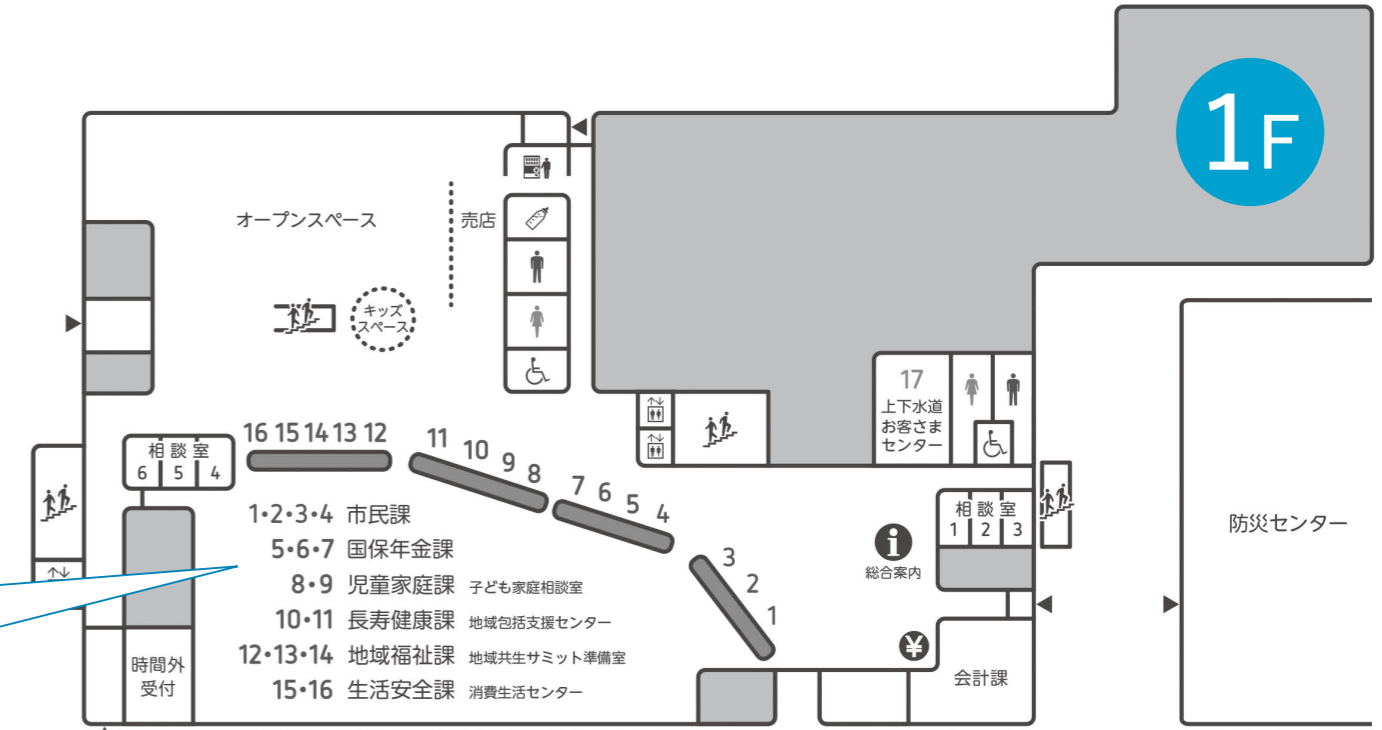 1F
オープンスペース
売店
キッズ
スペース
17
上下水道
お客さま
センター
相談室
6 5 4
16 15 14 13 12
11 10 9 8
7 6 5 4
3 2 1
1•2•3•4 市民課
5•6•7 国保年金課
8•9 児童家庭課 子ども家庭相談室
10•11 長寿健康課 地域包括支援センター
12•13•14 地域福祉課 地域共生サミット準備室
15•16 生活安全課 消費生活センター
i
総合案内
相談室
1 2 3
防災センター
時間外
受付
¥
会計課